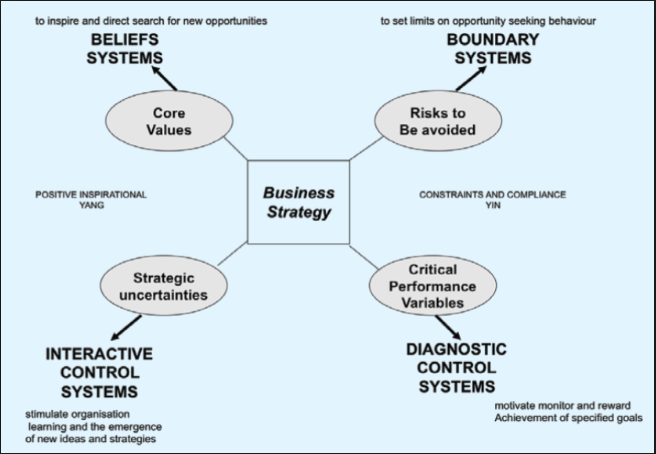 to inspire and direct search for new opportunities
BELIEFS
SYSTEMS
to set limits on opportunity seeking behaviour
BOUNDARY
SYSTEMS
Core
Values
Risks to
Be avoided
POSITIVE INSPIRATIONAL
YANG
Business
Strategy
CONSTRAINTS AND COMPLIANCE
YIN
Strategic
uncertainties
Critical
Performance
Variables
INTERACTIVE
CONTROL
SYSTEMS
stimulate organisation
learning and the emergence
of new ideas and strategies
DIAGNOSTIC
CONTROL
SYSTEMS
motivate monitor and reward
Achievement of specified goals